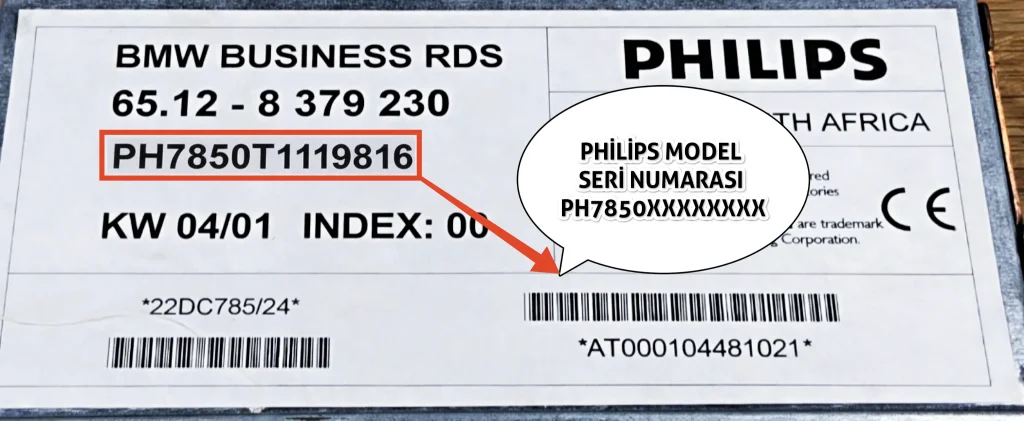 BMW BUSINESS RDS
65.12 - 8 379 230
PH7850T1119816
KW 04/01 INDEX: 00
*22DC785/24*
PHILIPS
TH AFRICA
PHİLİPS MODEL
SERİ NUMARASI
PH7850XXXXXXXXX
red
ories
are trademark
Corporation.
CE
*AT000104481021*